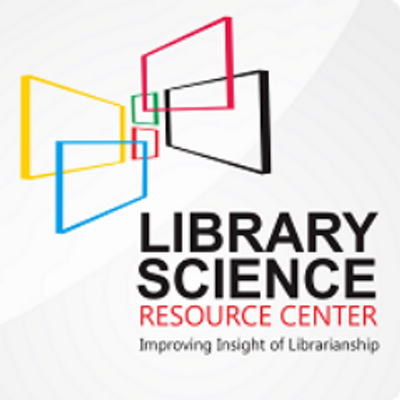 LIBRARY
SCIENCE
RESOURCE CENTER
Improving Insight of Librarianship